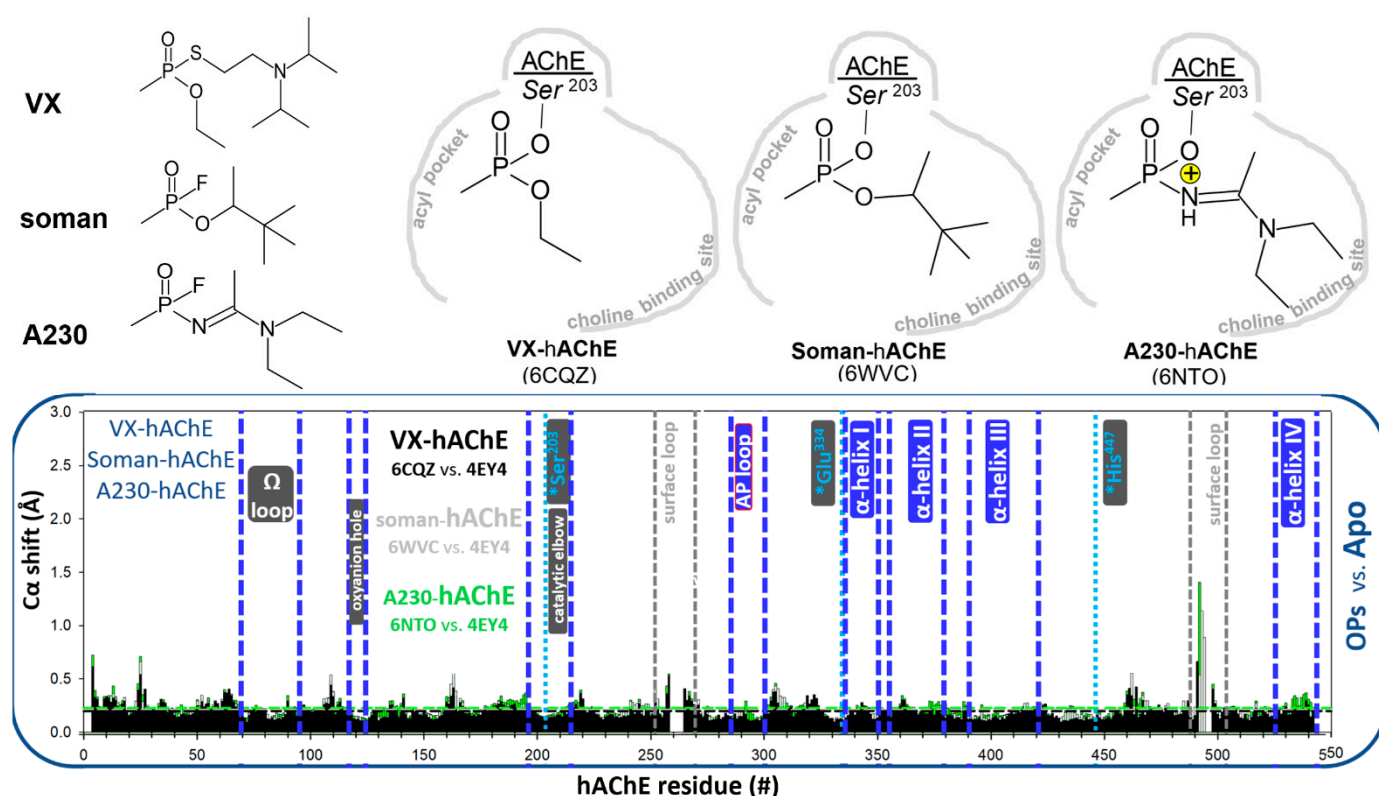 VX
soman
A230
O
P
S
N
O
O
P
F
O
O
P
F
N
N
AChE
Ser 203
O
O
P
O
acyl pocket
choline binding site
VX-hAChE
(6CQZ)
AChE
Ser 203
O
O
P
O
acyl pocket
choline binding site
Soman-hAChE
(6WVC)
AChE
Ser 203
O
O
P
+
N
H
N
acyl pocket
choline binding site
A230-hAChE
(6NTO)
Cα shift (Å)
3.0
2.5
2.0
1.5
1.0
0.5
0.0
VX-hAChE
Soman-hAChE
A230-hAChE
Ω
loop
oxyanion hole
VX-hAChE
6CQZ vs. 4EY4
soman-hAChE
6WVC vs. 4EY4
A230-hAChE
6NTO vs. 4EY4
*Ser203
catalytic elbow
surface loop
AP loop
*Glu334
α-helix I
α-helix II
α-helix III
*His447
surface loop
α-helix IV
OPs vs. Apo
0 50 100 150 200 250 300 350 400 450 500 550
hAChE residue (#)